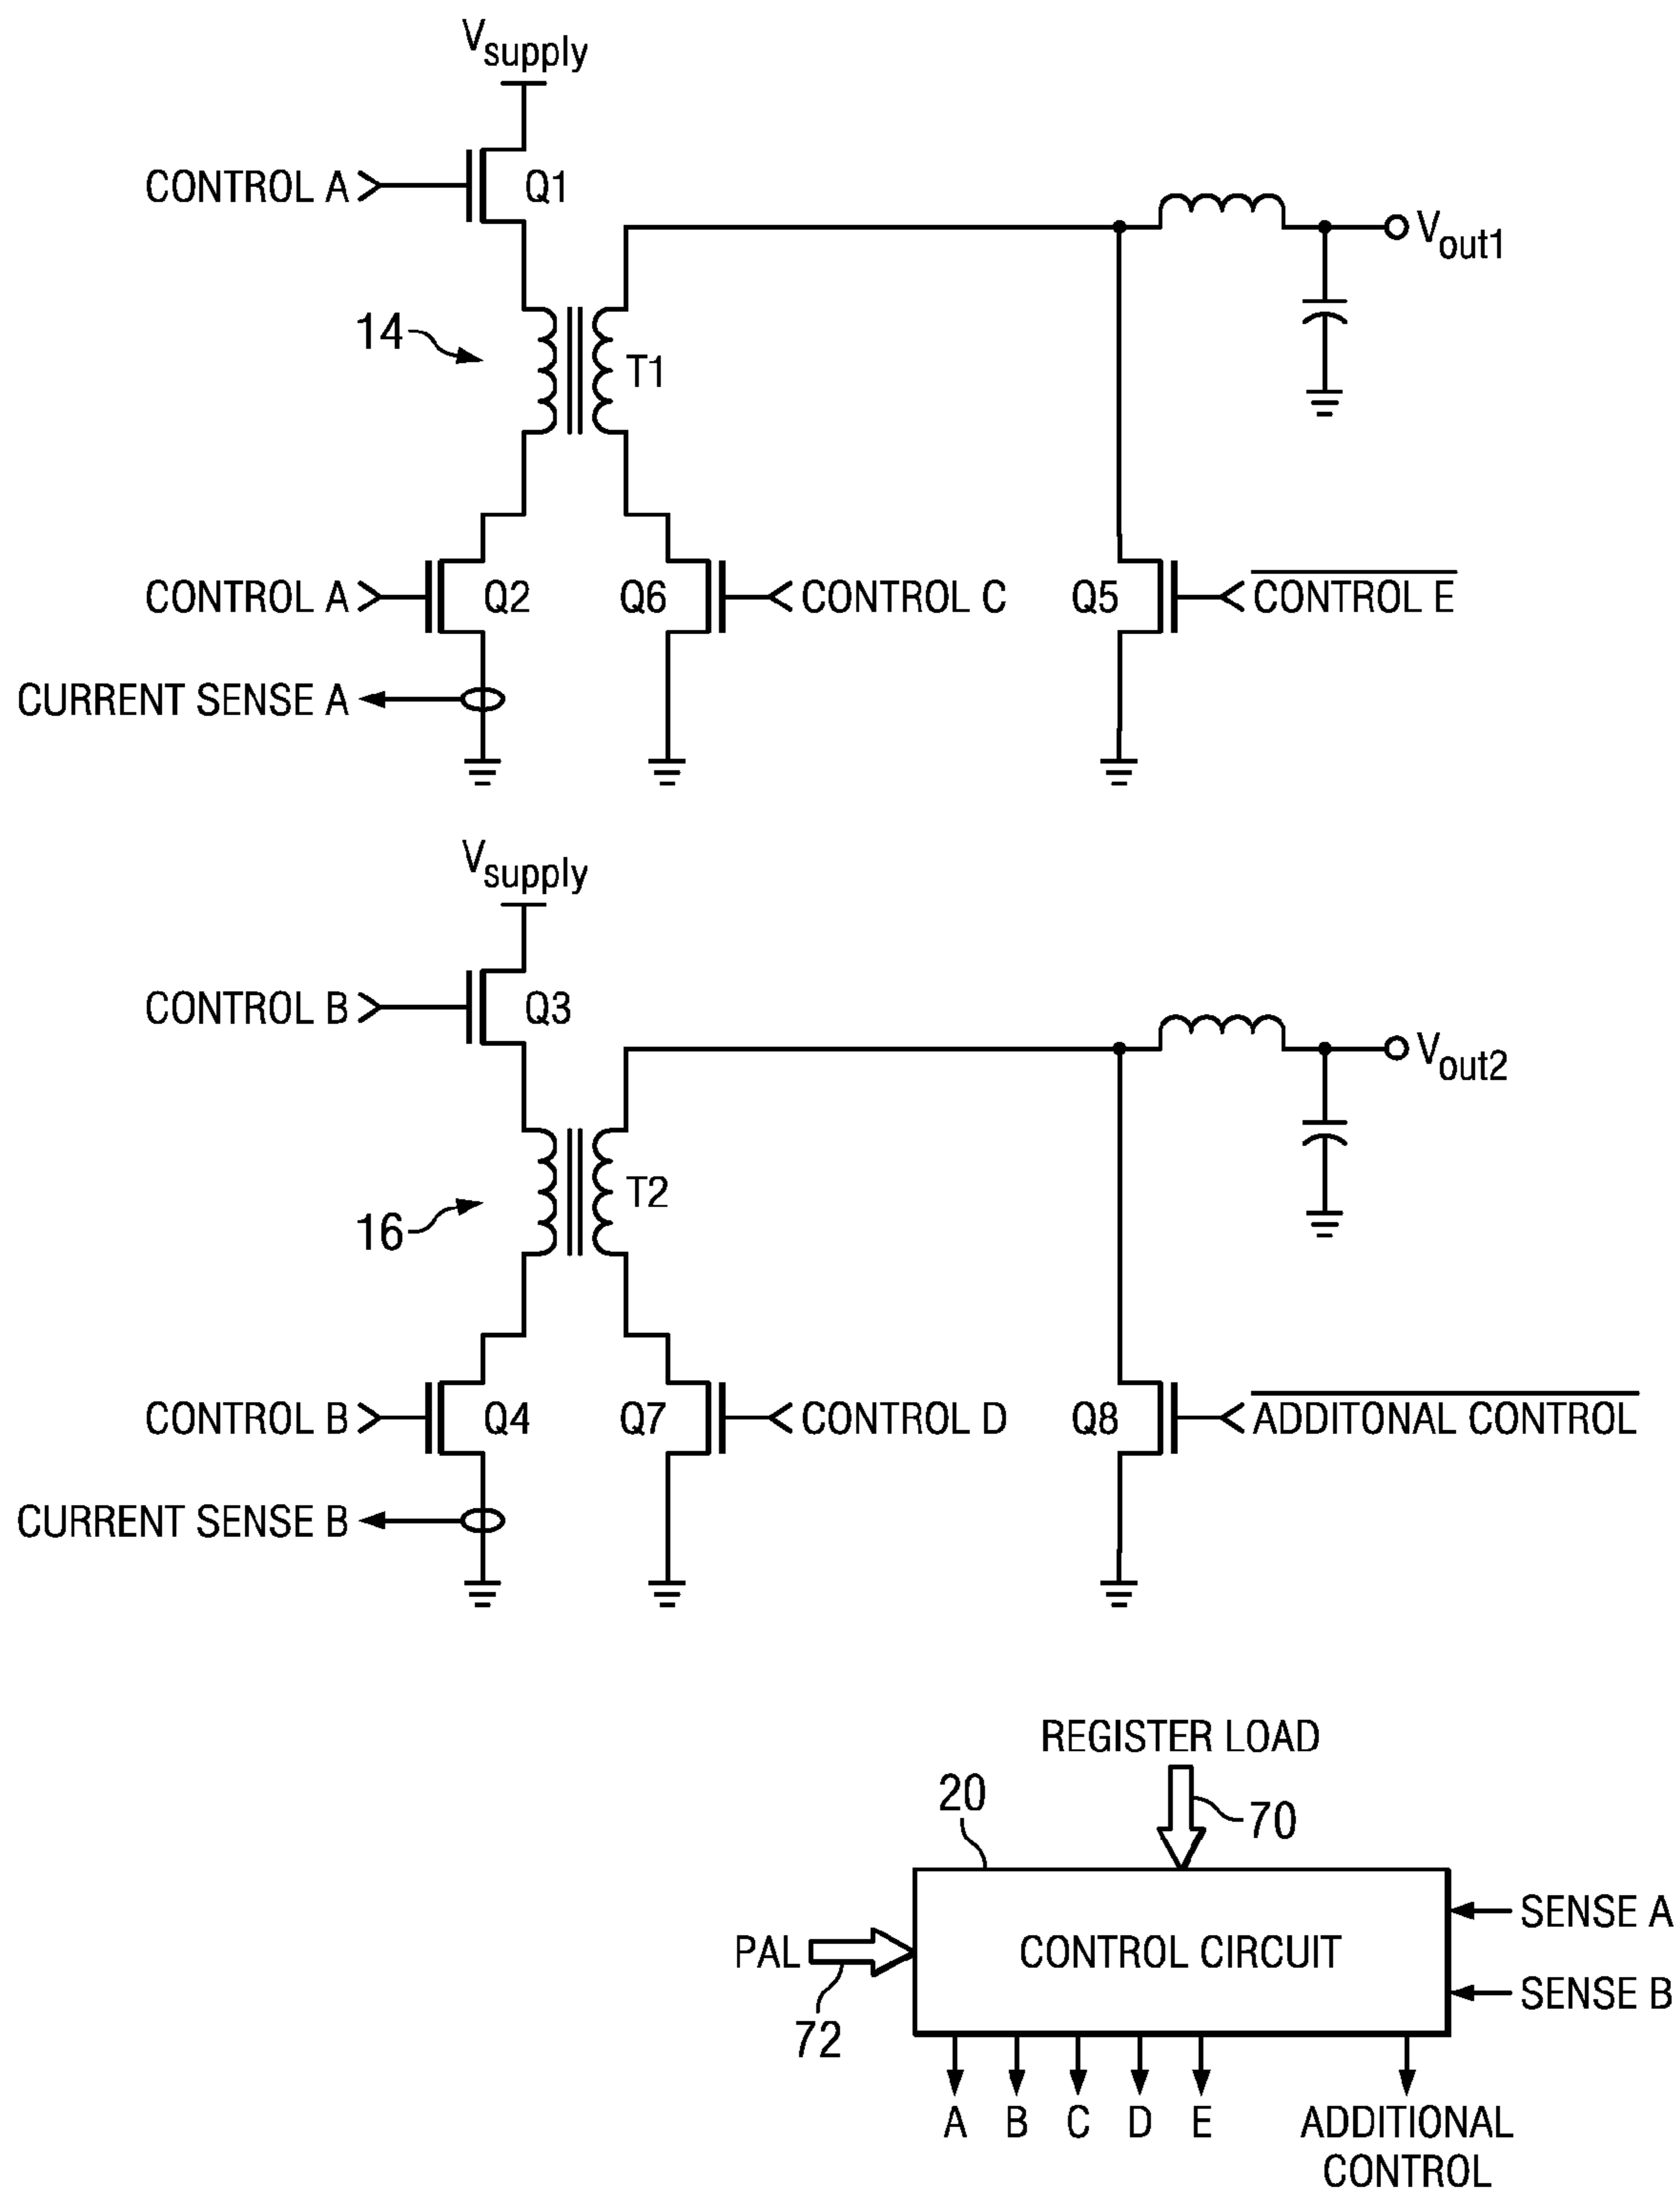 Vsupply
CONTROL A
Q1
Vout1
14
T1
CONTROL A
Q2
Q6
CONTROL C
Q5
CONTROL E
CURRENT SENSE A
Vsupply
CONTROL B
Q3
Vout2
T2
16
CONTROL B
Q4
Q7
CONTROL D
Q8
ADDITONAL CONTROL
CURRENT SENSE B
REGISTER LOAD
20
70
SENSE A
PAL
CONTROL CIRCUIT
SENSE B
72
A B C D E ADDITIONAL
CONTROL